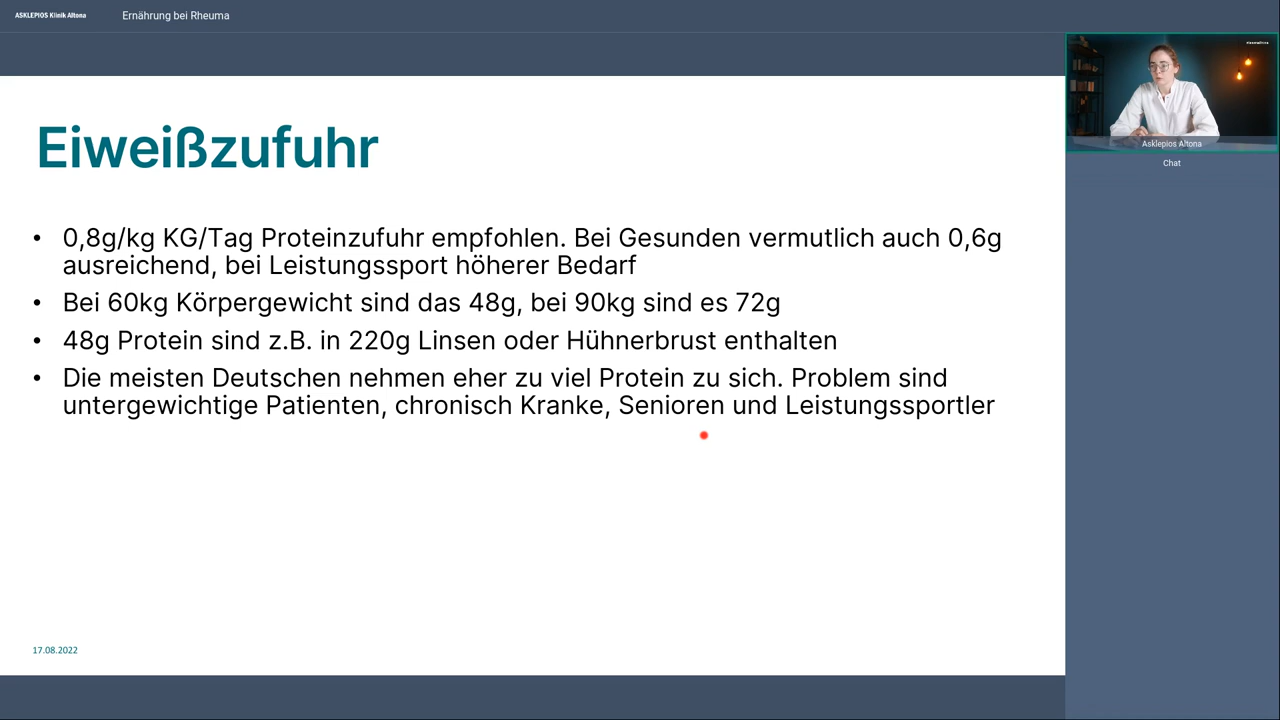 ASKLEPIOS Klinik Altona
Ernährung bei Rheuma
Eiweißzufuhr
• 0,8g/kg KG/Tag Proteinzufuhr empfohlen. Bei Gesunden vermutlich auch 0,6g
ausreichend, bei Leistungssport höherer Bedarf
• Bei 60kg Körpergewicht sind das 48g, bei 90kg sind es 72g
• 48g Protein sind z.B. in 220g Linsen oder Hühnerbrust enthalten
• Die meisten Deutschen nehmen eher zu viel Protein zu sich. Problem sind
untergewichtige Patienten, chronisch Kranke, Senioren und Leistungssportler
17.08.2022
Asklepios Altona
Chat